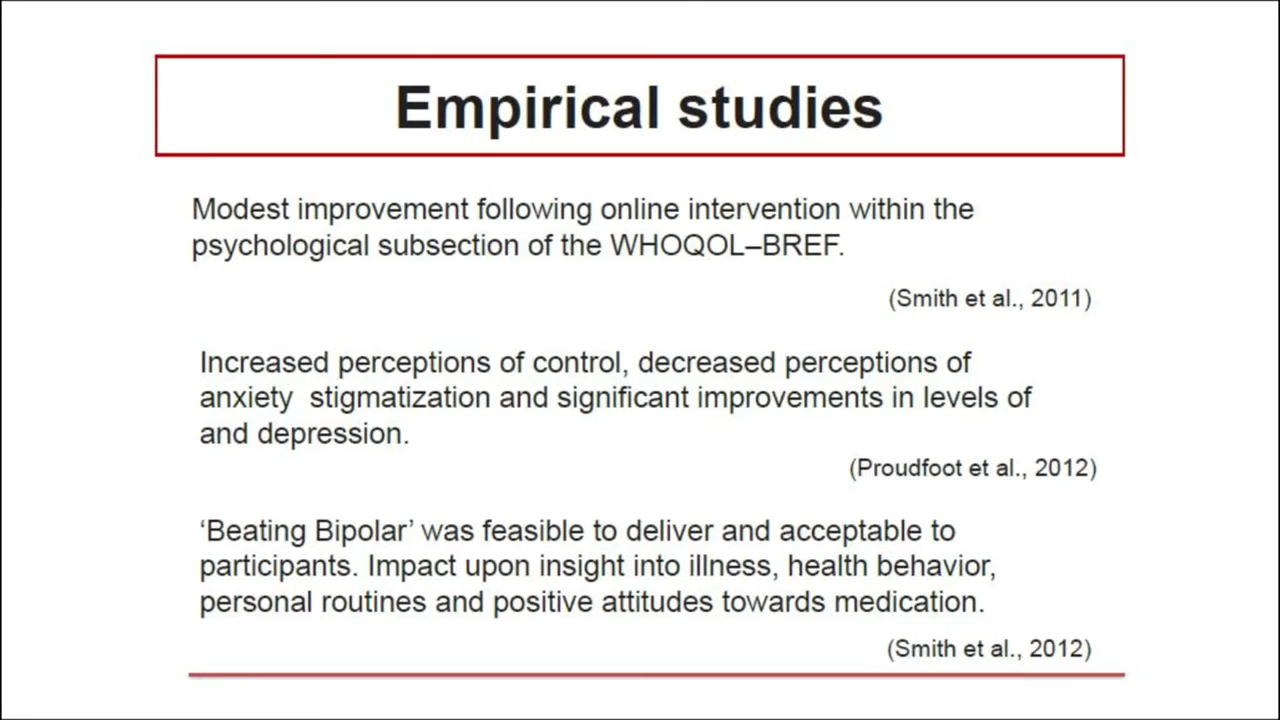 Empirical studies
Modest improvement following online intervention within the
psychological subsection of the WHOQOL–BREF.
(Smith et al., 2011)
Increased perceptions of control, decreased perceptions of
anxiety  stigmatization and significant improvements in levels of
and depression.
(Proudfoot et al., 2012)
‘Beating Bipolar’ was feasible to deliver and acceptable to
participants. Impact upon insight into illness, health behavior,
personal routines and positive attitudes towards medication.
(Smith et al., 2012)